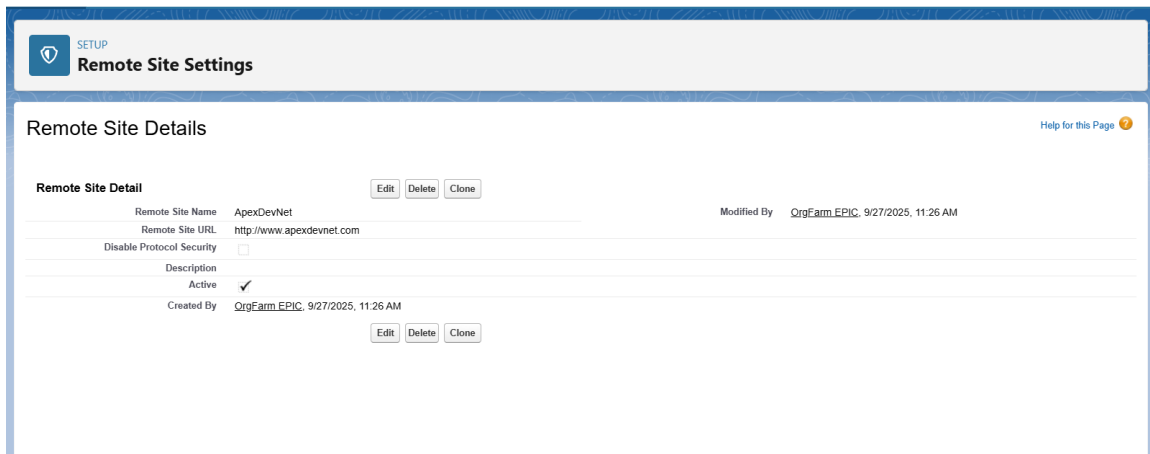 SETUP
Remote Site Settings
Remote Site Details
Help for this Page ?
Remote Site Detail
Edit Delete Clone
Remote Site Name ApexDevNet Modified By OrgFarm EPIC, 9/27/2025, 11:26 AM
Remote Site URL http://www.apexdevnet.com
Disable Protocol Security
Description
Active
Created By OrgFarm EPIC, 9/27/2025, 11:26 AM
Edit Delete Clone